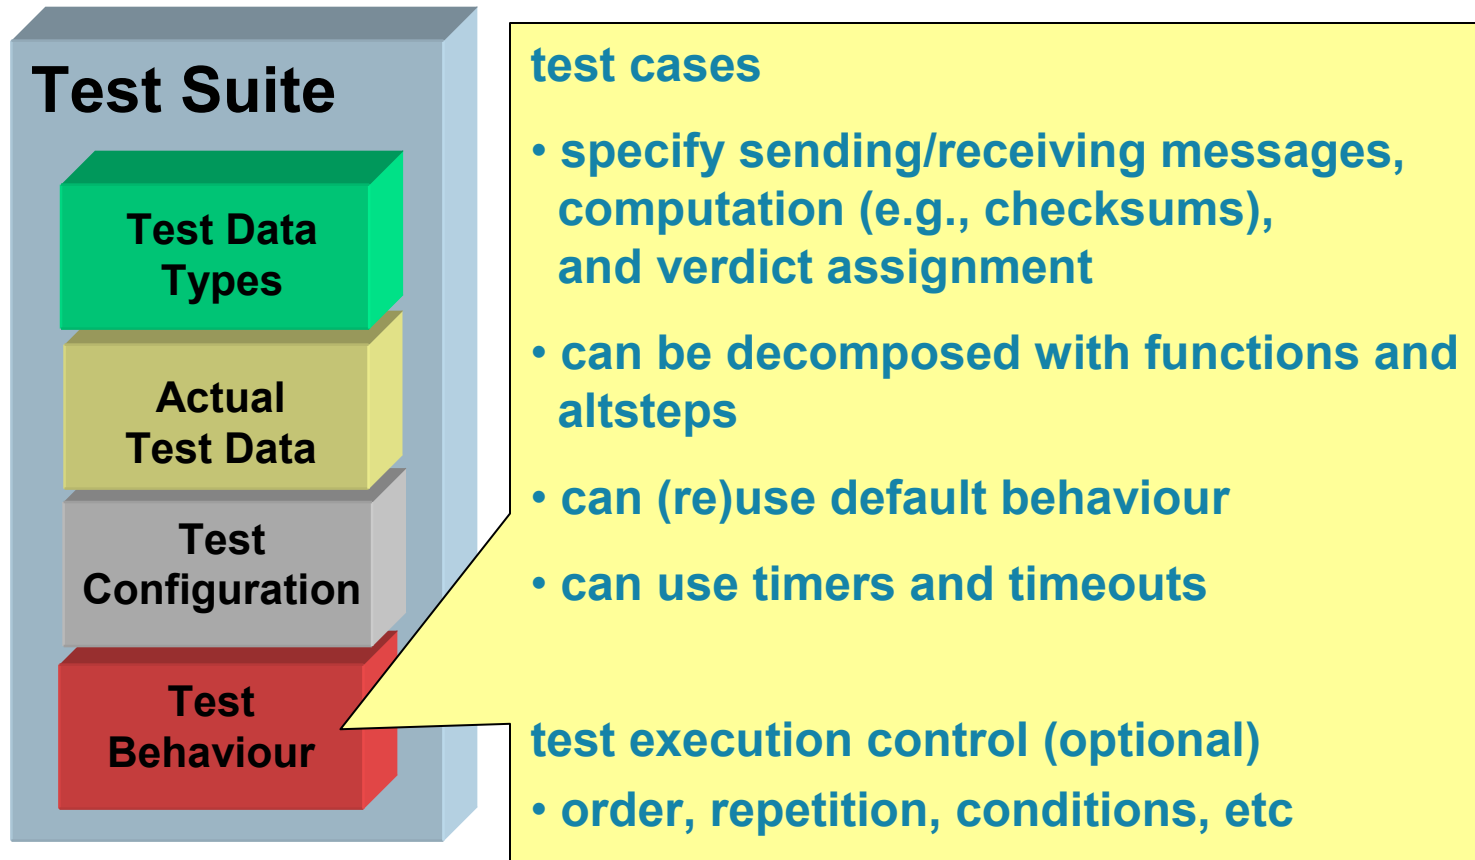 Test Suite
Test Data
Types
Actual
Test Data
Test
Configuration
Test
Behaviour
test cases
• specify sending/receiving messages,
computation (e.g., checksums),
and verdict assignment
• can be decomposed with functions and
altsteps
• can (re)use default behaviour
• can use timers and timeouts
test execution control (optional)
• order, repetition, conditions, etc